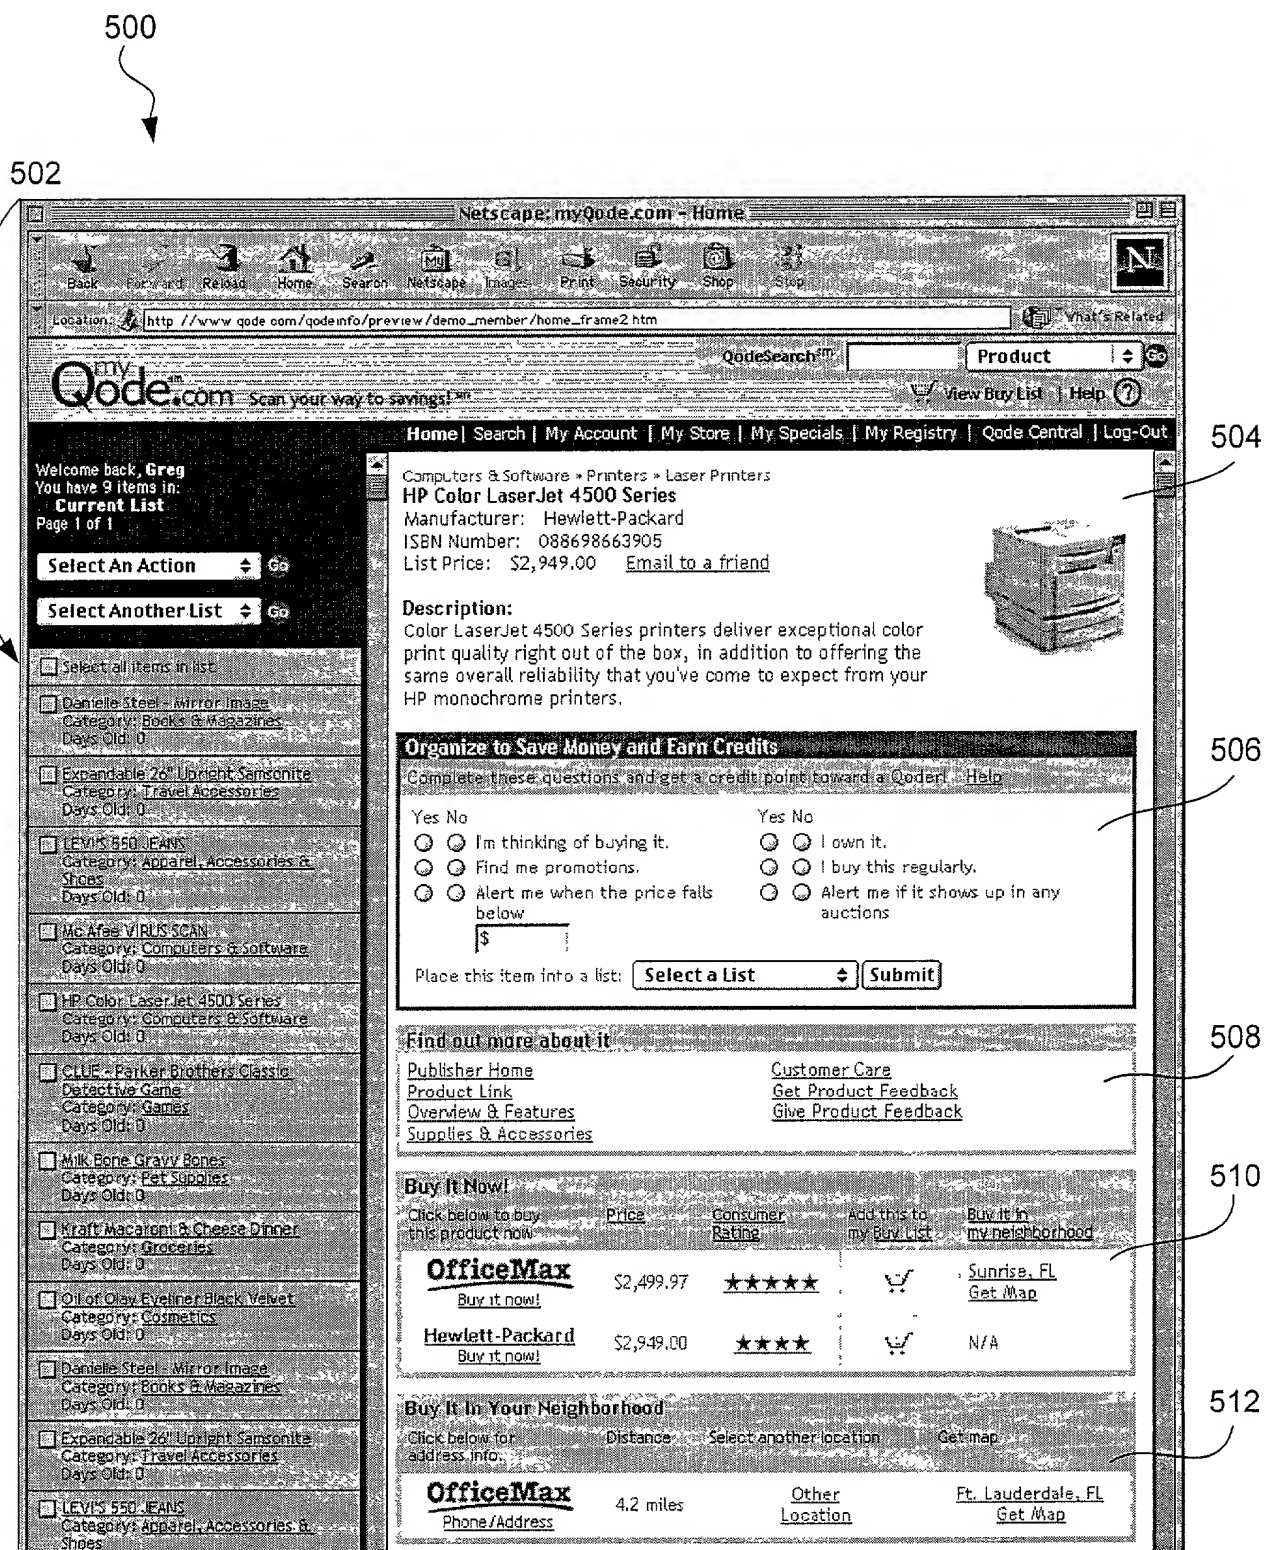 500
502
Netscape: myQode.com - Home
Back Forward Reload Home Search Netscape Images Print Security Shop Stop
Location: http //www qode com/qodeinfo/preview/demo_member/home_frame2 htm What's Related
QodeSearch sm Product Go
myQode.com sm Scan your way to savings! sm
View Buy List | Help ?
Home | Search | My Account | My Store | My Specials | My Registry | Qode Central | Log-Out
504
Welcome back, Greg
You have 9 items in:
Current List
Page 1 of 1
Select An Action Go
Select Another List Go
Select all items in list
Danielle Steel - Mirror Image
Category: Books & Magazines
Days Old: 0
Expandable 26" Upright Samsonite
Category: Travel Accessories
Days Old: 0
LEVI'S 550 JEANS
Category: Apparel, Accessories &
Shoes
Days Old: 0
Mc Afee VIRUS SCAN
Category: Computers & Software
Days Old: 0
HP Color LaserJet 4500 Series
Category: Computers & Software
Days Old: 0
CLUE - Parker Brothers Classic
Detective Game
Category: Games
Days Old: 0
Milk Bone Gravy Bones
Category: Pet Supplies
Days Old: 0
Kraft Macaroni & Cheese Dinner
Category: Groceries
Days Old: 0
Oil of Olay Eyeliner Black Velvet
Category: Cosmetics
Days Old: 0
Danielle Steel - Mirror Image
Category: Books & Magazines
Days Old: 0
Expandable 26" Upright Samsonite
Category: Travel Accessories
Days Old: 0
LEVI'S 550 JEANS
Category: Apparel, Accessories &
Shoes
Computers & Software » Printers » Laser Printers
HP Color LaserJet 4500 Series
Manufacturer: Hewlett-Packard
ISBN Number: 088698663905
List Price: $2,949.00 Email to a friend
Description:
Color LaserJet 4500 Series printers deliver exceptional color
print quality right out of the box, in addition to offering the
same overall reliability that you've come to expect from your
HP monochrome printers.
506
Organize to Save Money and Earn Credits
Complete these questions and get a credit point toward a Qoder! Help
Yes No Yes No
I'm thinking of buying it. I own it.
Find me promotions. I buy this regularly.
Alert me when the price falls Alert me if it shows up in any
below auctions
$
Place this item into a list: Select a List Submit
508
Find out more about it
Publisher Home Customer Care
Product Link Get Product Feedback
Overview & Features Give Product Feedback
Supplies & Accessories
510
Buy It Now!
Click below to buy Price Consumer Add this to Buy it in
this product now Rating my Buy List my neighborhood
OfficeMax $2,499.97 ★★★★★ Sunrise, FL
Buy it now! Get Map
Hewlett-Packard $2,949.00 ★★★★ N/A
Buy it now!
512
Buy It In Your Neighborhood
Click below for Distance Select another location Get map
address info.
OfficeMax 4.2 miles Other Ft. Lauderdale, FL
Phone/Address Location Get Map